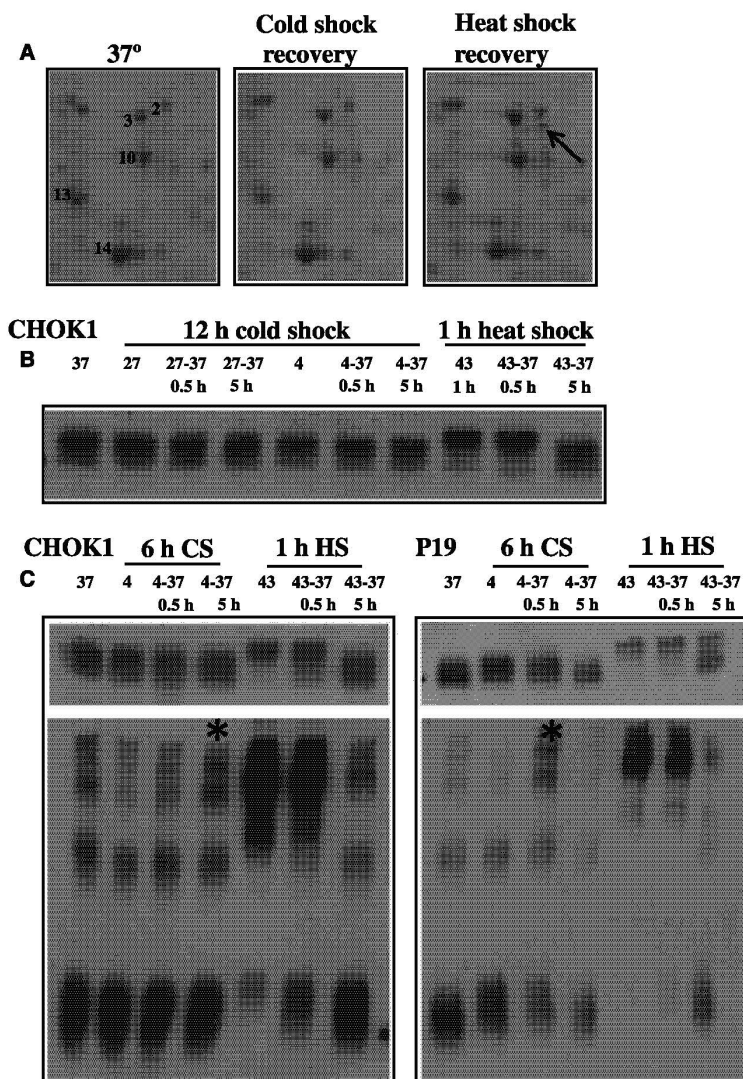 Cold shock Heat shock
A 37º recovery recovery
3 2
10
13
14
CHOK1 12 h cold shock 1 h heat shock
B 37 27 27-37 27-37 4 4-37 4-37 43 43-37 43-37
0.5 h 5 h 0.5 h 5 h 1 h 0.5 h 5 h
CHOK1 6 h CS 1 h HS P19 6 h CS 1 h HS
C 37 4 4-37 4-37 43 43-37 43-37 37 4 4-37 4-37 43 43-37 43-37
0.5 h 5 h 0.5 h 5 h 0.5 h 5 h 0.5 h 5 h
* *